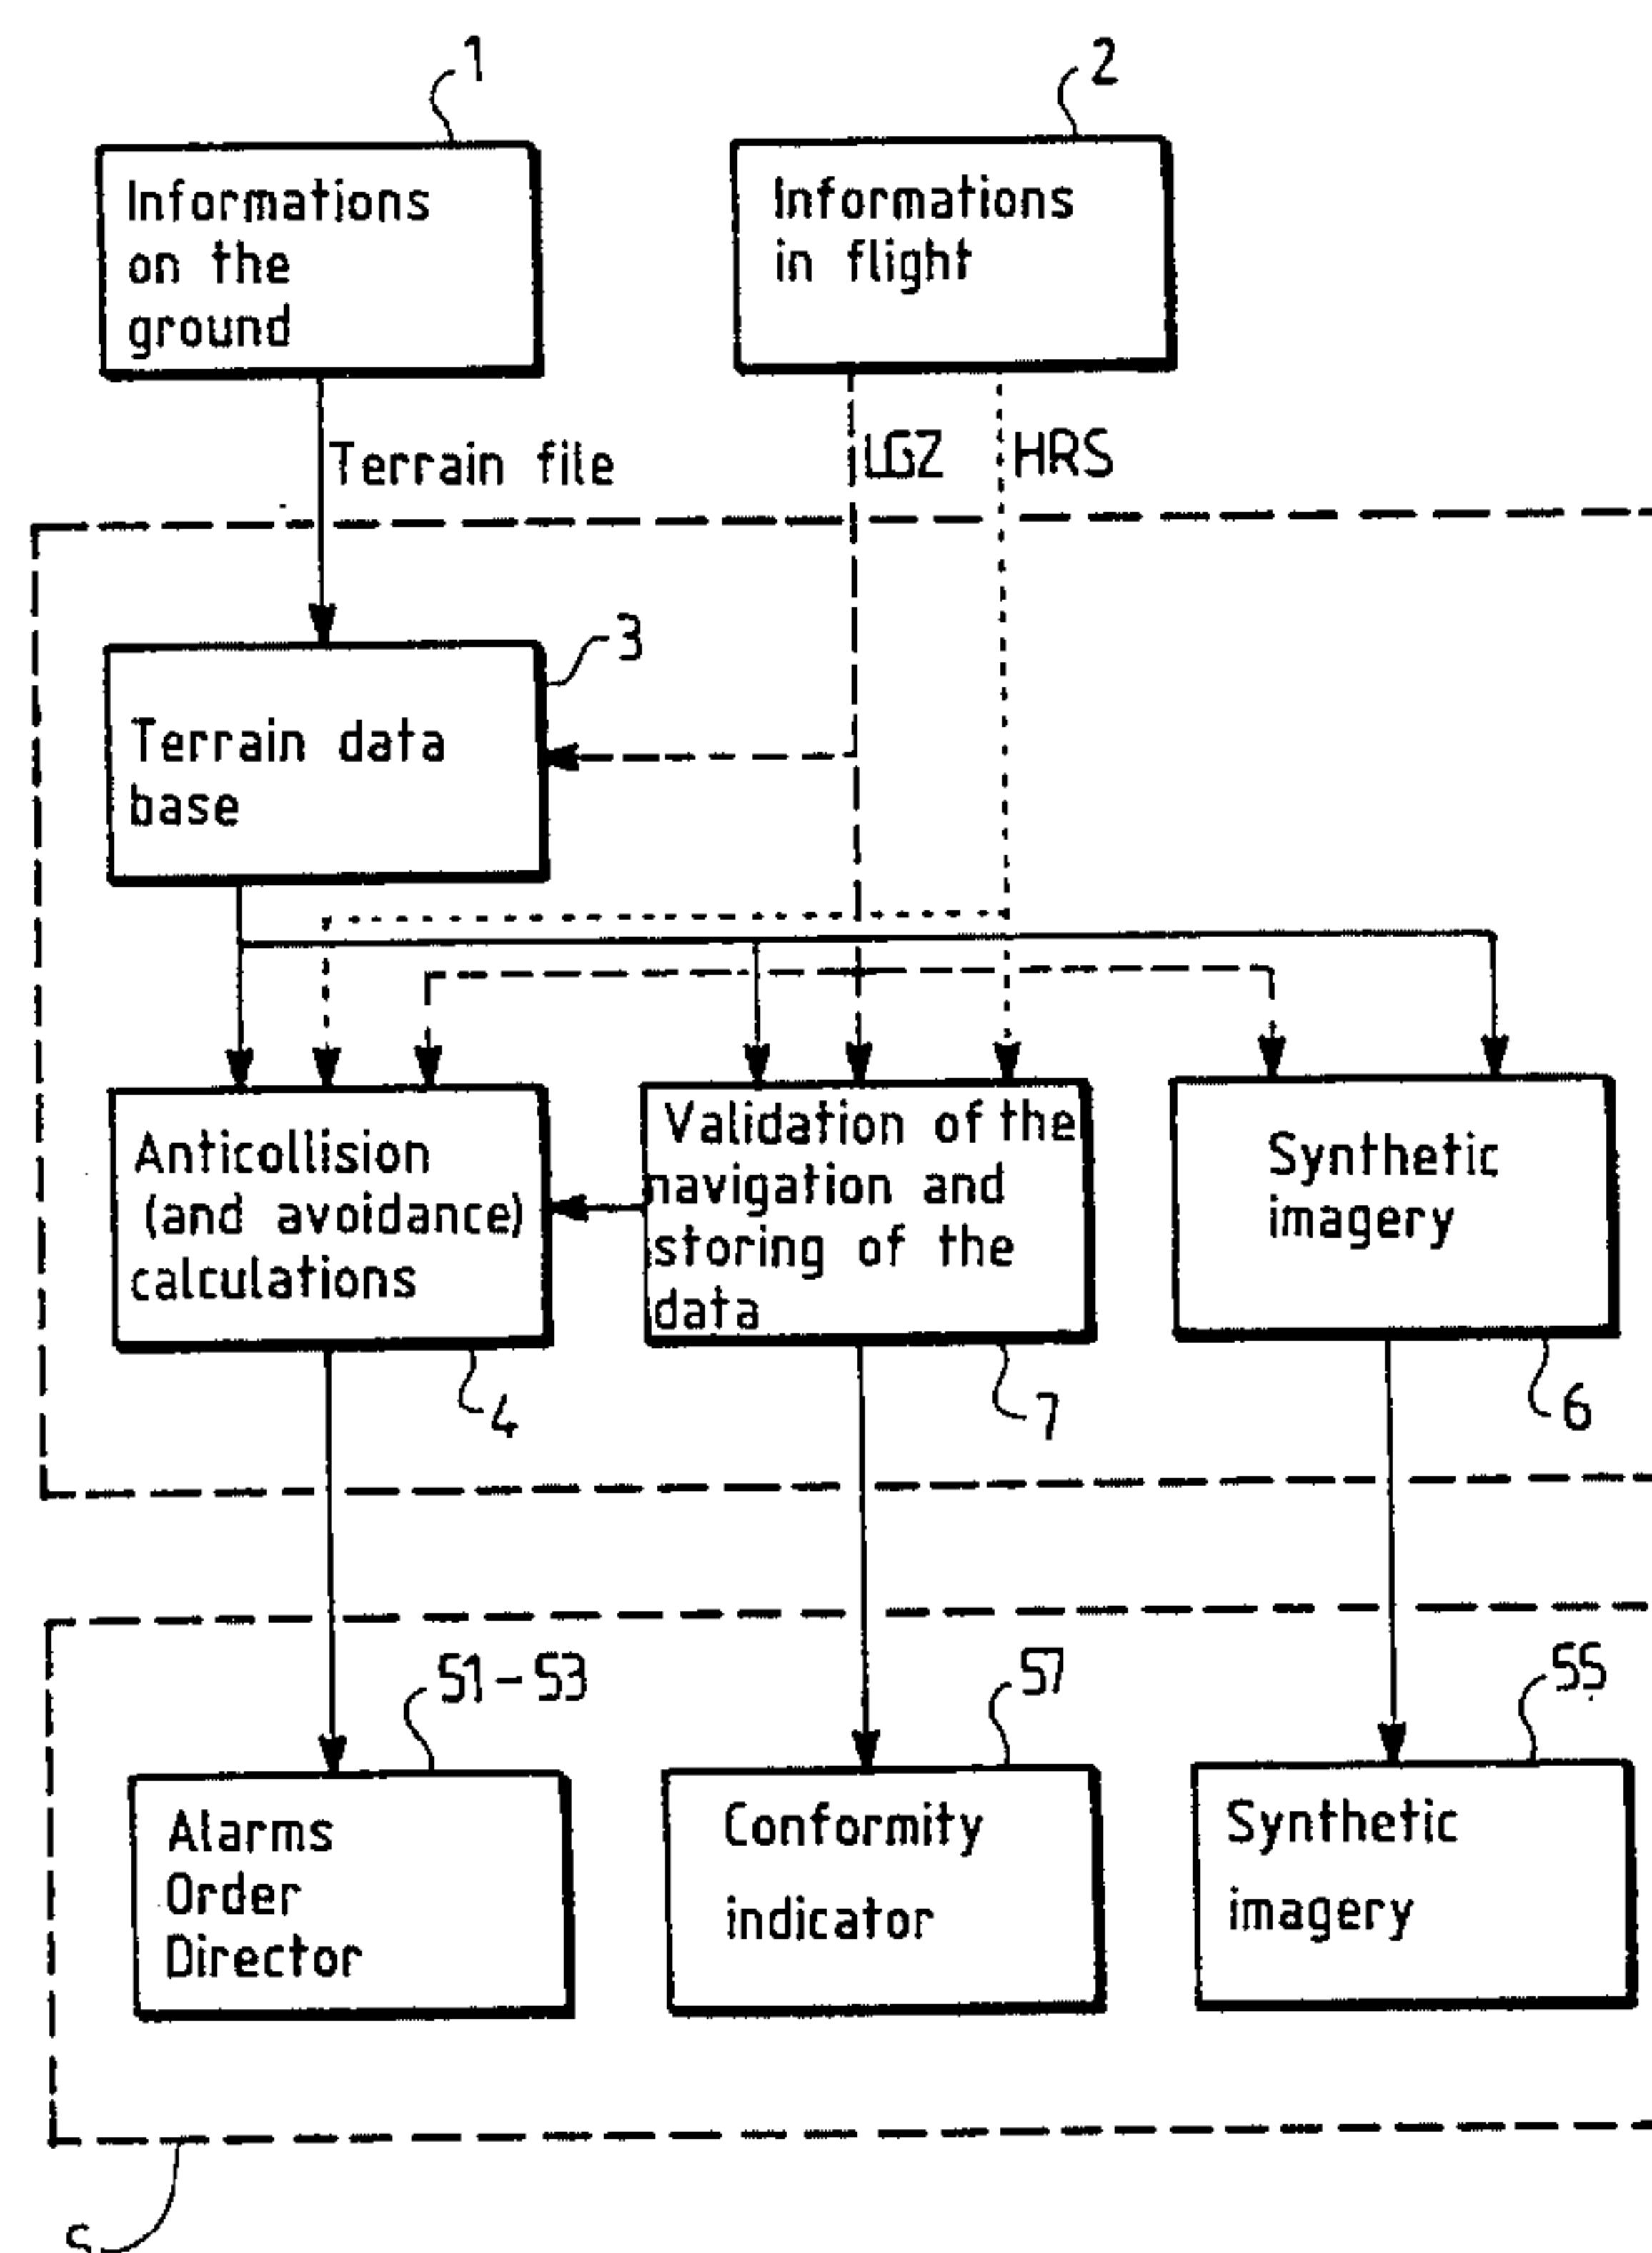 1
2
Informations
on the
ground
Informations
in flight
Terrain file
LGZ
HRS
3
Terrain data
base
Anticollision
(and avoidance)
calculations
Validation of the
navigation and
storing of the
data
Synthetic
imagery
4
7
6
51-53
57
55
Alarms
Order
Director
Conformity
indicator
Synthetic
imagery